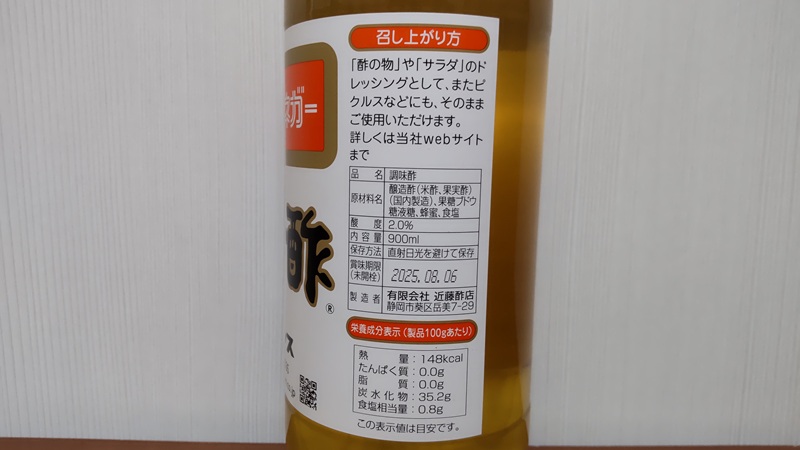 召し上がり方
「酢の物」や「サラダ」のド
レッシングとして、またピ
クルスなどにも、そのまま
ご使用いただけます。
詳しくは当社webサイト
まで
品名 調味酢
原材料名 醸造酢(米酢、果実酢)
(国内製造)、果糖ブドウ
糖液糖、蜂蜜、食塩
酸度 2.0%
内容量 900ml
保存方法 直射日光を避けて保存
賞味期限
(未開栓) 2025.08.06
製造者 有限会社 近藤酢店
静岡市葵区岳美7-29
栄養成分表示(製品100gあたり)
熱量:148kcal
たんぱく質:0.0g
脂質:0.0g
炭水化物:35.2g
食塩相当量:0.8g
この表示値は目安です。
ガー
酢
®
ス